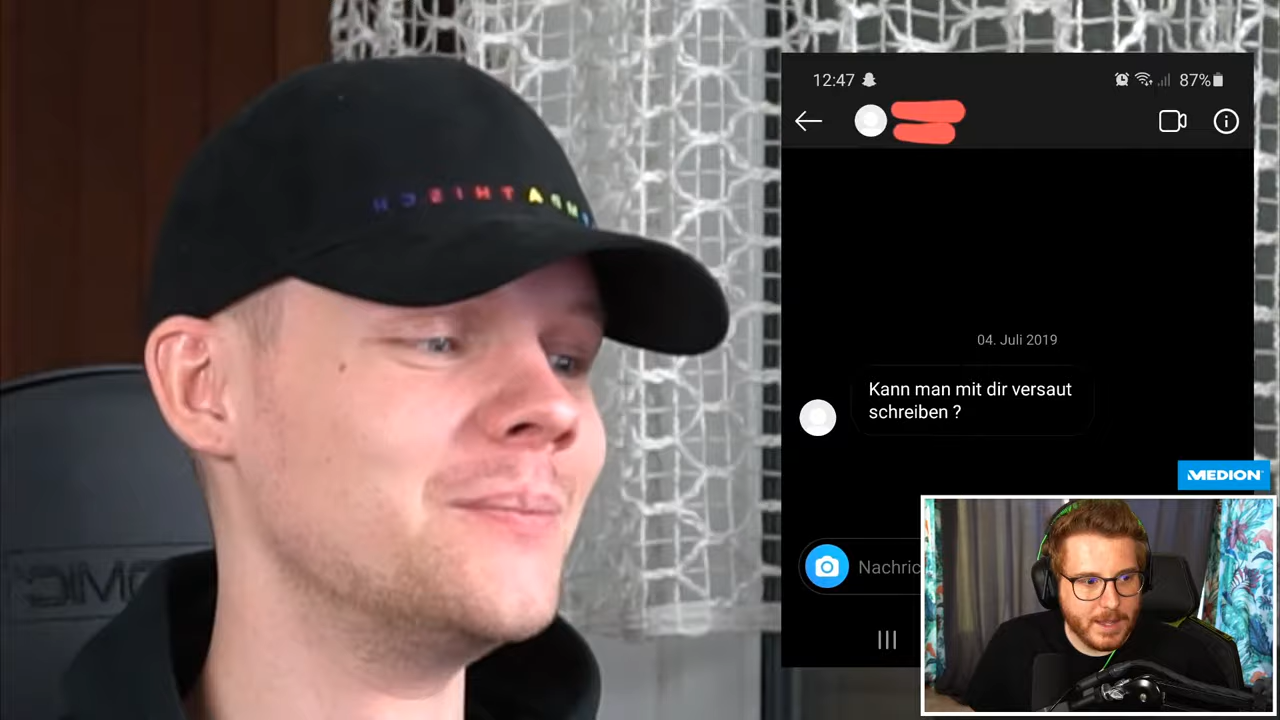 12:47
87%
04. Juli 2019
Kann man mit dir versaut
schreiben ?
MEDION
Nachric